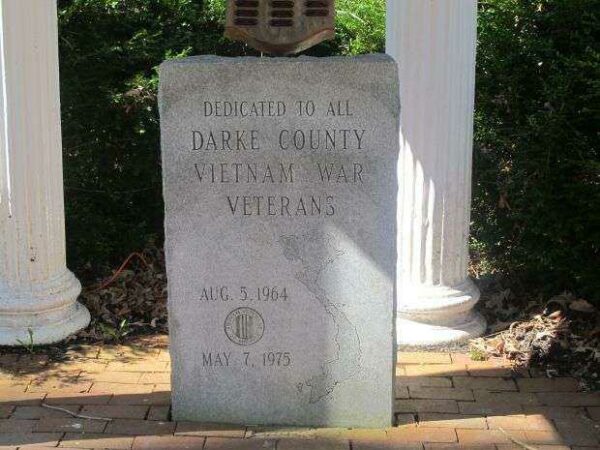 DEDICATED TO ALL
DARKE COUNTY
VIETNAM WAR
VETERANS
AUG. 5, 1964
MAY 7, 1975